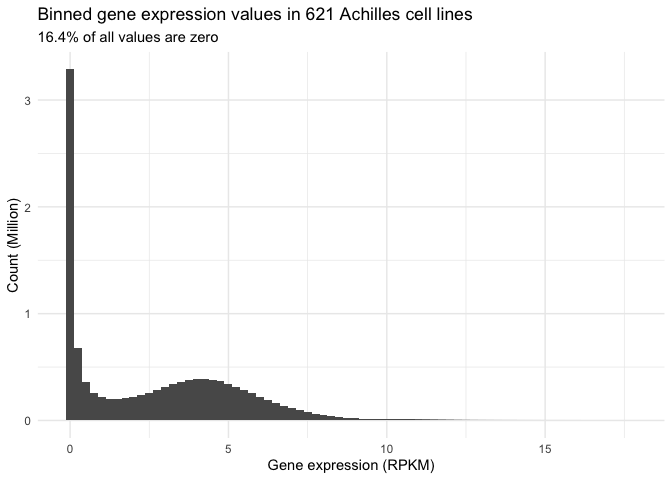 Binned gene expression values in 621 Achilles cell lines
16.4% of all values are zero
3
2
1
0
Count (Million)
0 5 10 15
Gene expression (RPKM)